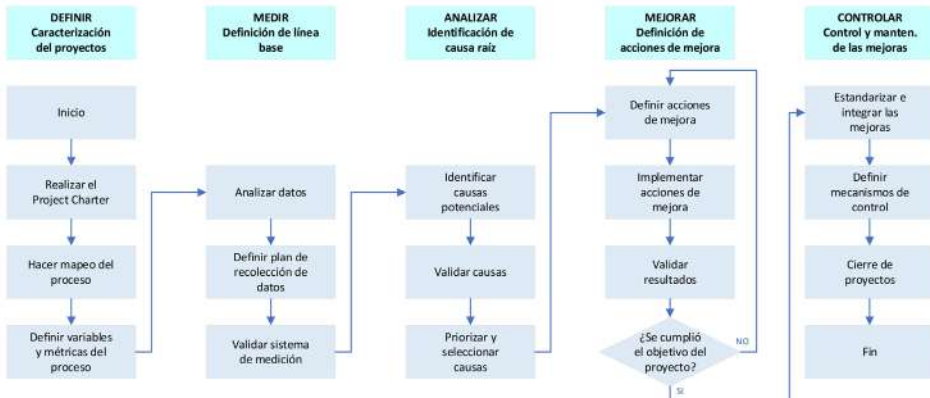 DEFINIR
Caracterización
del proyectos
Inicio
Realizar el
Project Charter
Hacer mapeo del
proceso
Definir variables
y métricas del
proceso
MEDIR
Definición de línea
base
Analizar datos
Definir plan de
recolección de
datos
Validar sistema
de medición
ANALIZAR
Identificación de
causa raíz
Identificar
causas
potenciales
Validar causas
Priorizar y
seleccionar
causas
MEJORAR
Definición de
acciones de mejora
Definir acciones
de mejora
Implementar
acciones de
mejora
Validar
resultados
¿Se cumplió
el objetivo del
proyecto?
NO
SI
CONTROLAR
Control y manten.
de las mejoras
Estandarizar e
integrar las
mejoras
Definir
mecanismos de
control
Cierre de
proyectos
Fin